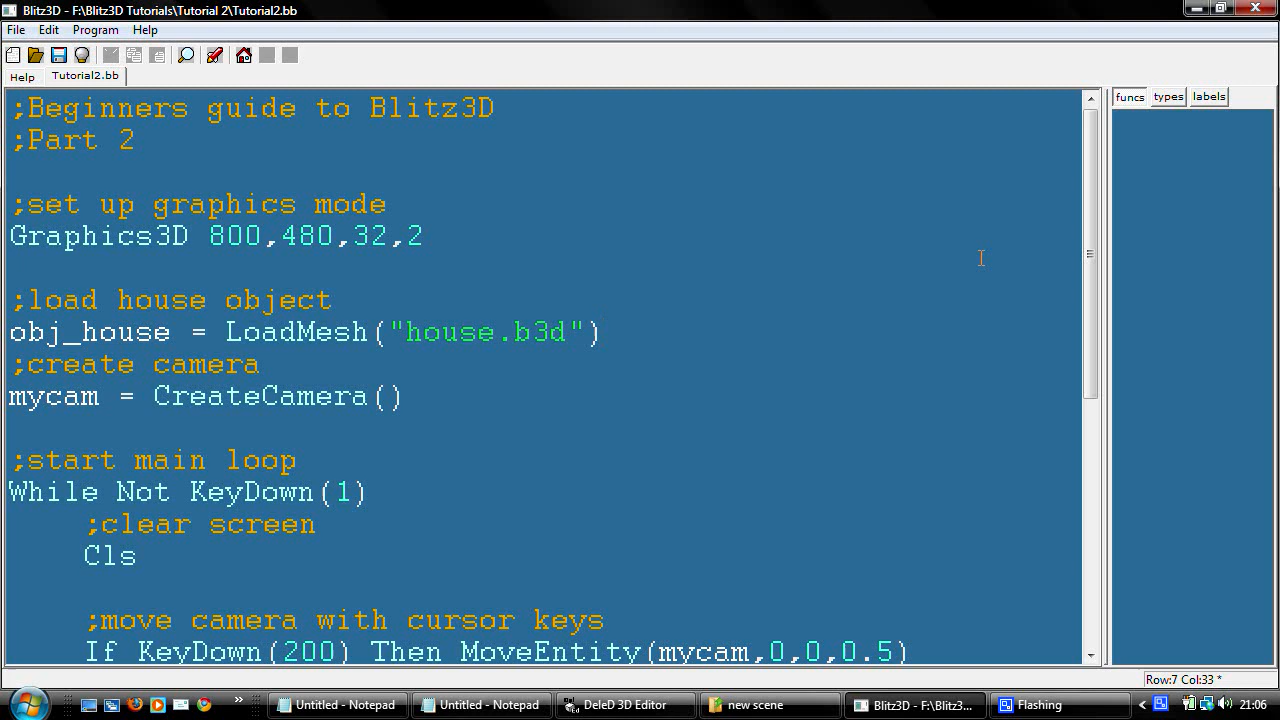 Blitz3D - F:\Blitz3D Tutorials\Tutorial 2\Tutorial2.bb
File Edit Program Help
Help Tutorial2.bb
funcs types labels
;Beginners guide to Blitz3D
;Part 2
;set up graphics mode
Graphics3D 800,480,32,2
;load house object
obj_house = LoadMesh("house.b3d")
;create camera
mycam = CreateCamera()
;start main loop
While Not KeyDown(1)
;clear screen
Cls
;move camera with cursor keys
If KeyDown(200) Then MoveEntity(mycam,0,0,0.5)
Row:7 Col:33 *
» Untitled - Notepad Untitled - Notepad DeleD 3D Editor new scene Blitz3D - F:\Blitz3... Flashing 21:06